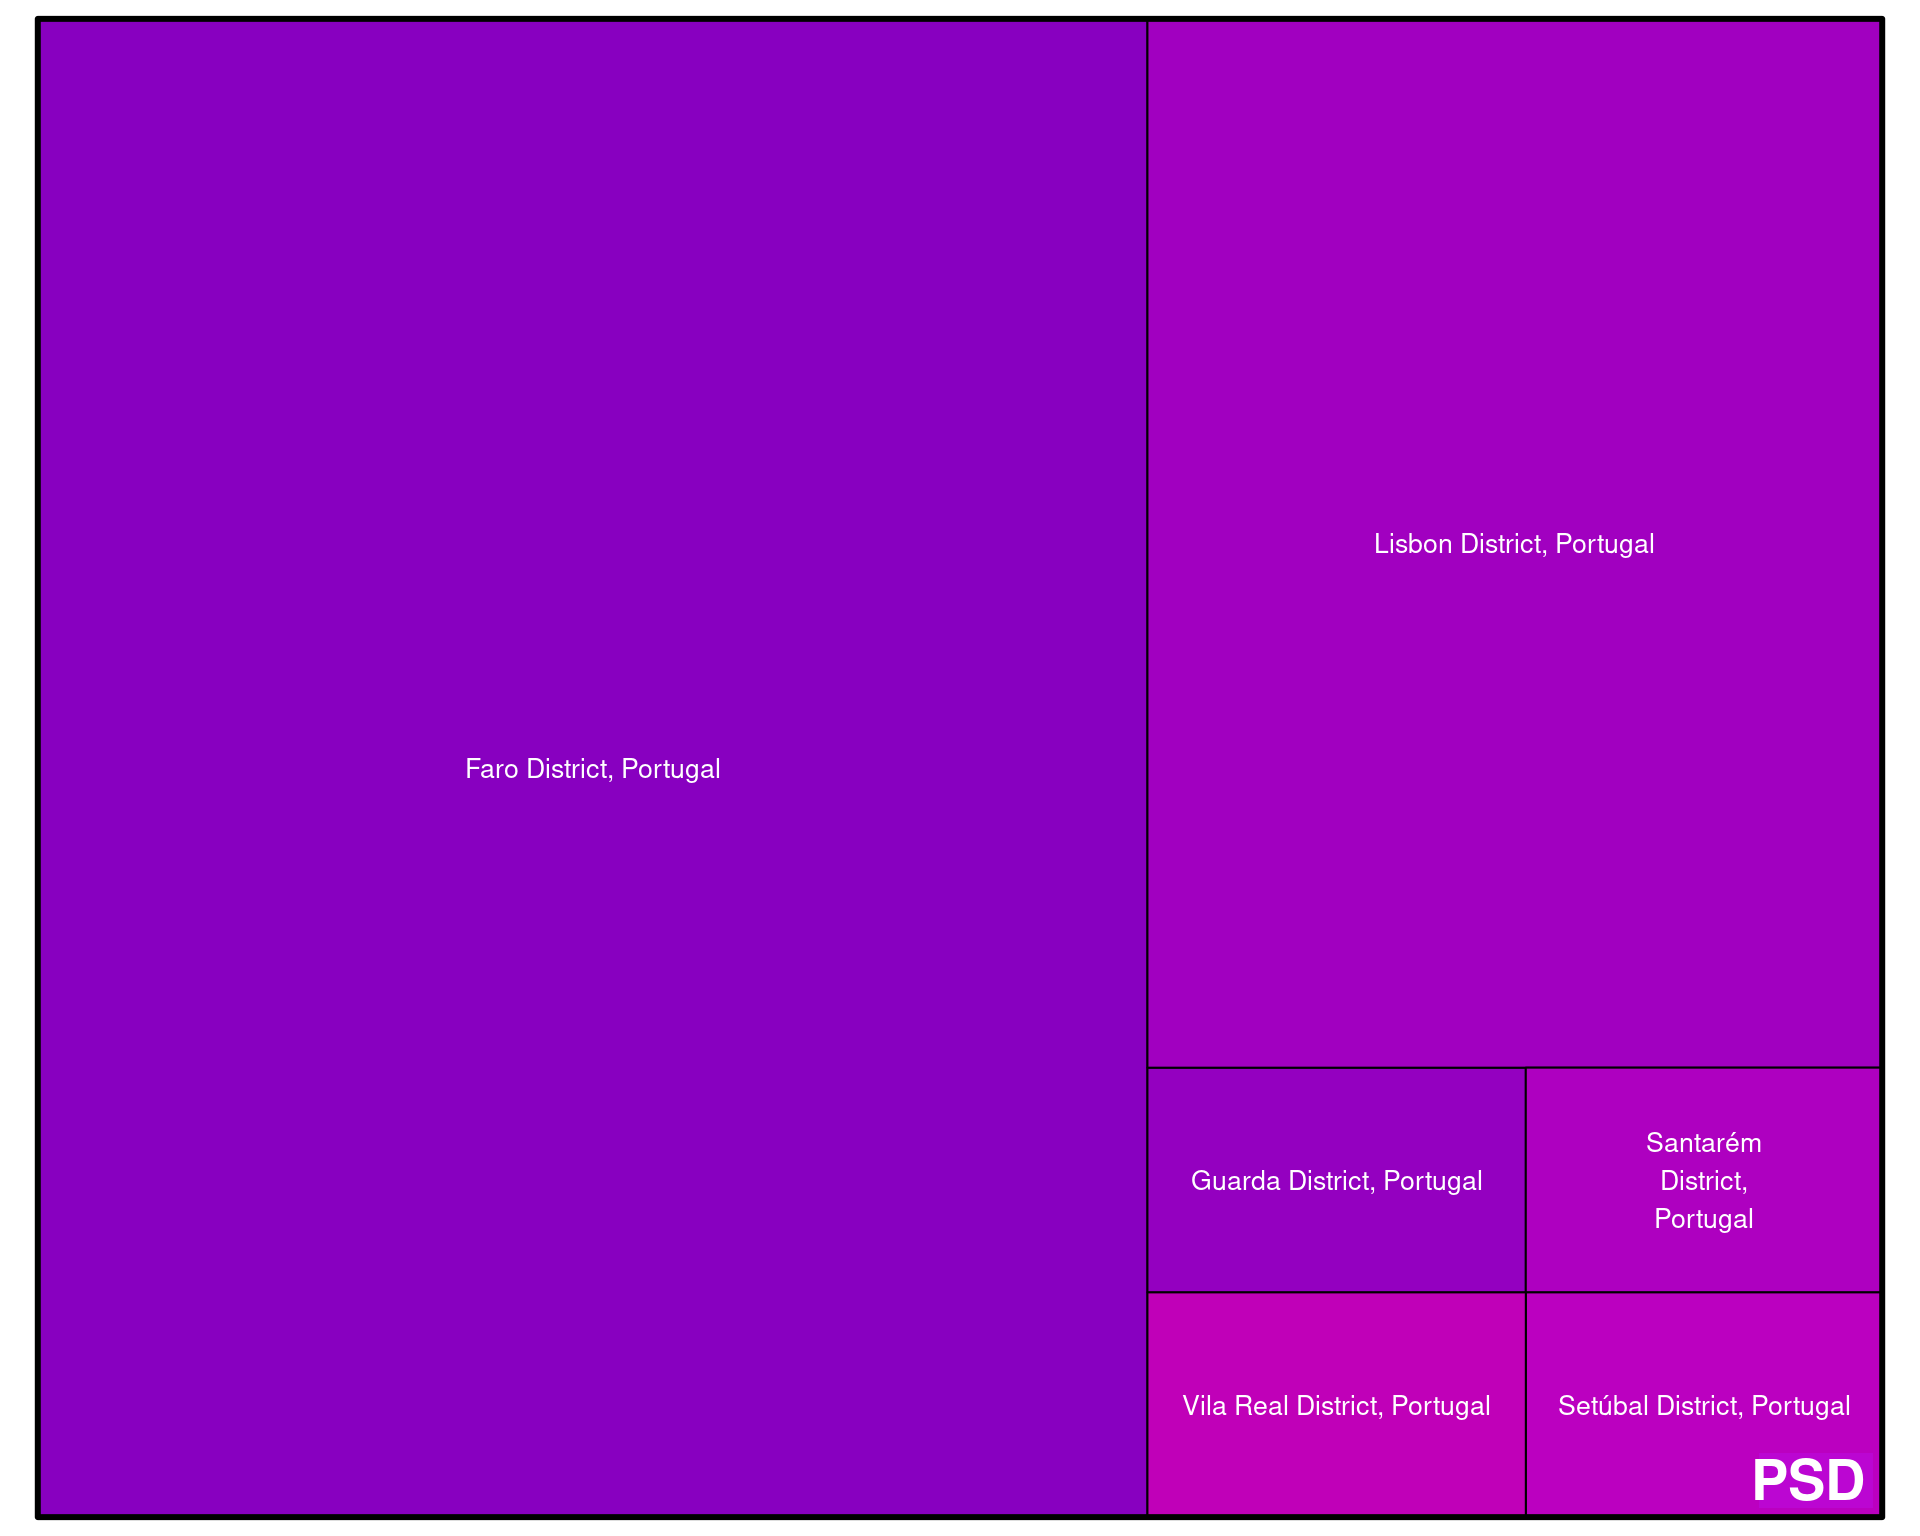 Lisbon District, Portugal
Faro District, Portugal
Santarém
District,
Portugal
Guarda District, Portugal
Vila Real District, Portugal
Setúbal District, Portugal
PSD